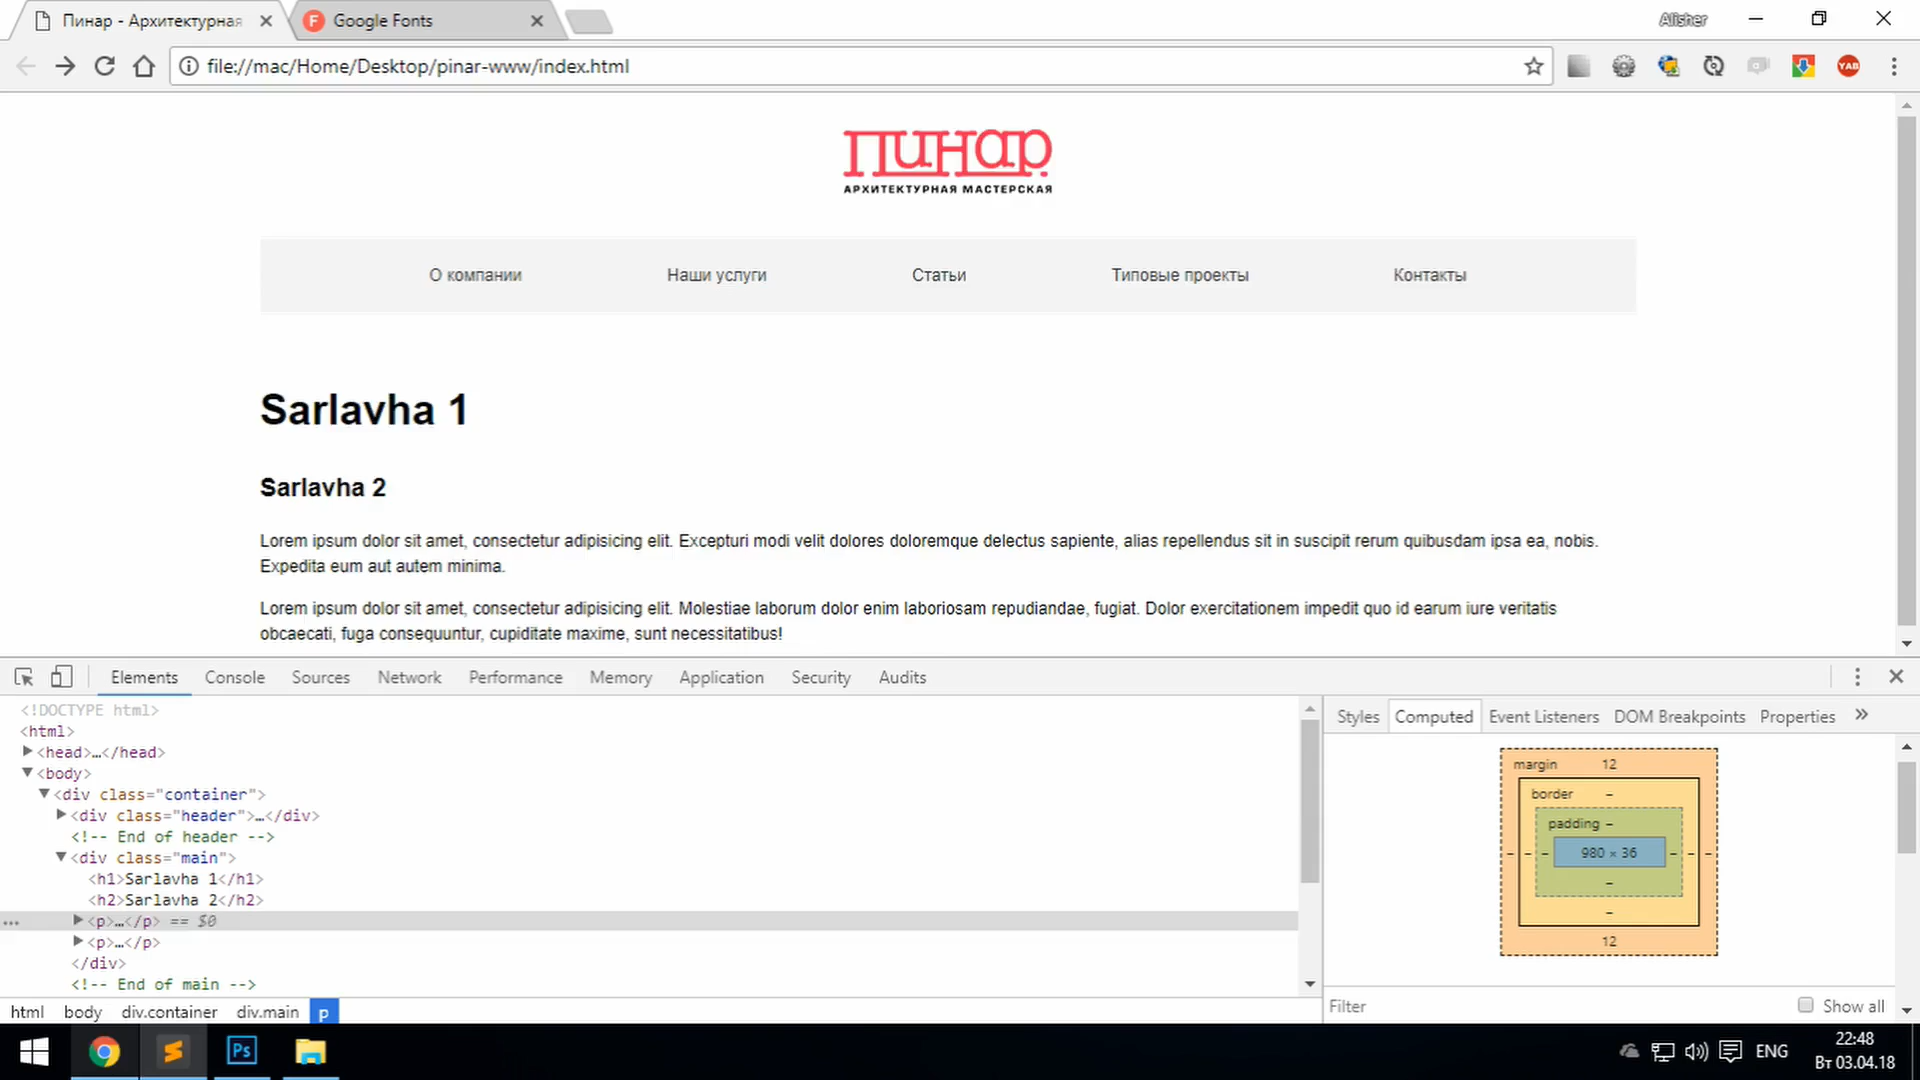 Пинар - Архитектурная
Google Fonts
Alisher
file://mac/Home/Desktop/pinar-www/index.html
YAB
ПИНАР
АРХИТЕКТУРНАЯ МАСТЕРСКАЯ
О компании Наши услуги Статьи Типовые проекты Контакты
Sarlavha 1
Sarlavha 2
Lorem ipsum dolor sit amet, consectetur adipisicing elit. Excepturi modi velit dolores doloremque delectus sapiente, alias repellendus sit in suscipit rerum quibusdam ipsa ea, nobis.
Expedita eum aut autem minima.
Lorem ipsum dolor sit amet, consectetur adipisicing elit. Molestiae laborum dolor enim laboriosam repudiandae, fugiat. Dolor exercitationem impedit quo id earum iure veritatis
obcaecati, fuga consequuntur, cupiditate maxime, sunt necessitatibus!
Elements Console Sources Network Performance Memory Application Security Audits
<!DOCTYPE html>
<html>
<head>…</head>
<body>
<div class="container">
<div class="header">…</div>
<!-- End of header -->
<div class="main">
<h1>Sarlavha 1</h1>
<h2>Sarlavha 2</h2>
<p>…</p> == $0
<p>…</p>
</div>
<!-- End of main -->
html body div.container div.main p
Styles Computed Event Listeners DOM Breakpoints Properties »
margin 12
border –
padding –
– – – 980 × 36 – – –
–
–
12
Filter Show all
Ps
ENG
22:48
Вт 03.04.18